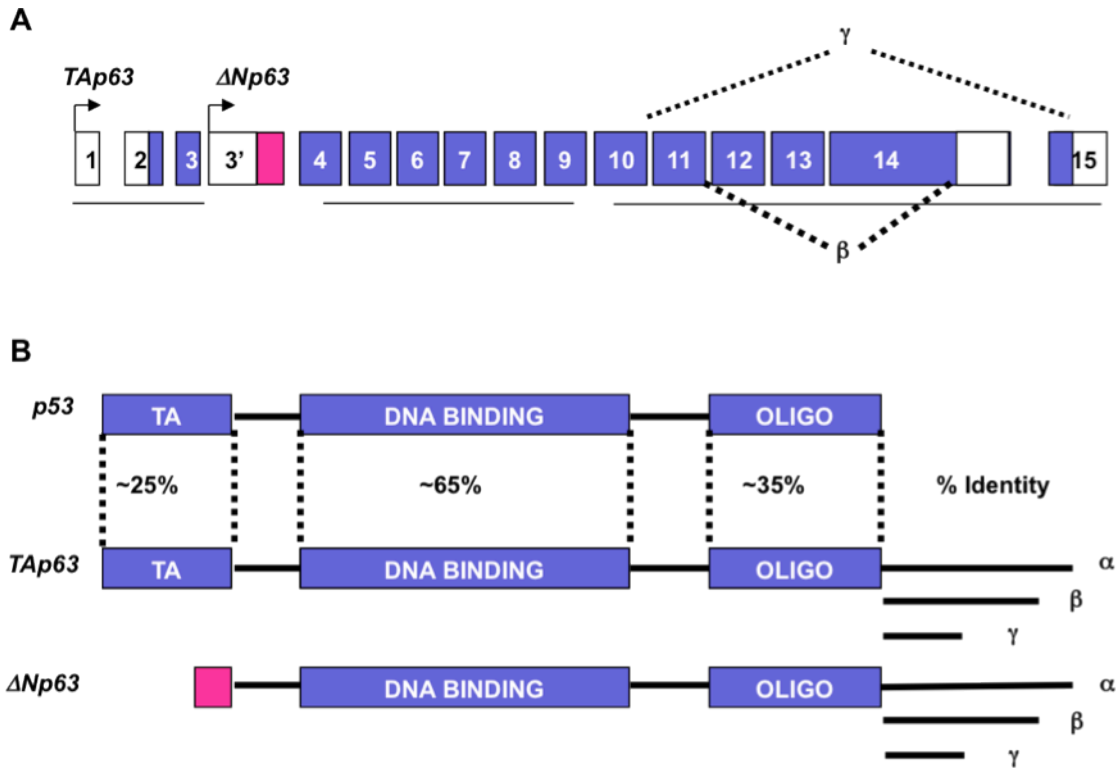 A
γ
TAp63 ΔNp63
1 2 3 3’ 4 5 6 7 8 9 10 11 12 13 14 15
β
B
p53 TA DNA BINDING OLIGO
~25% ~65% ~35% % Identity
TAp63 TA DNA BINDING OLIGO α
β
γ
ΔNp63 DNA BINDING OLIGO α
β
γ